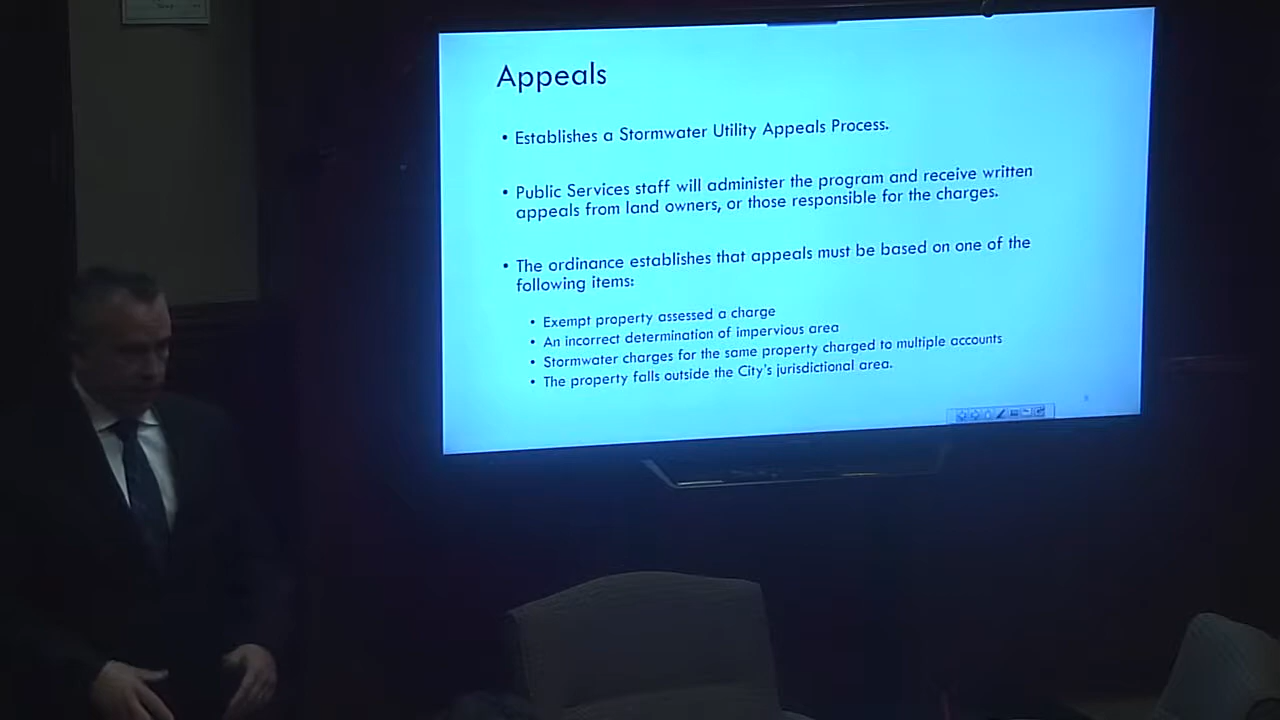 Appeals
• Establishes a Stormwater Utility Appeals Process.
• Public Services staff will administer the program and receive written
appeals from land owners, or those responsible for the charges.
• The ordinance establishes that appeals must be based on one of the
following items:
• Exempt property assessed a charge
• An incorrect determination of impervious area
• Stormwater charges for the same property charged to multiple accounts
• The property falls outside the City's jurisdictional area.